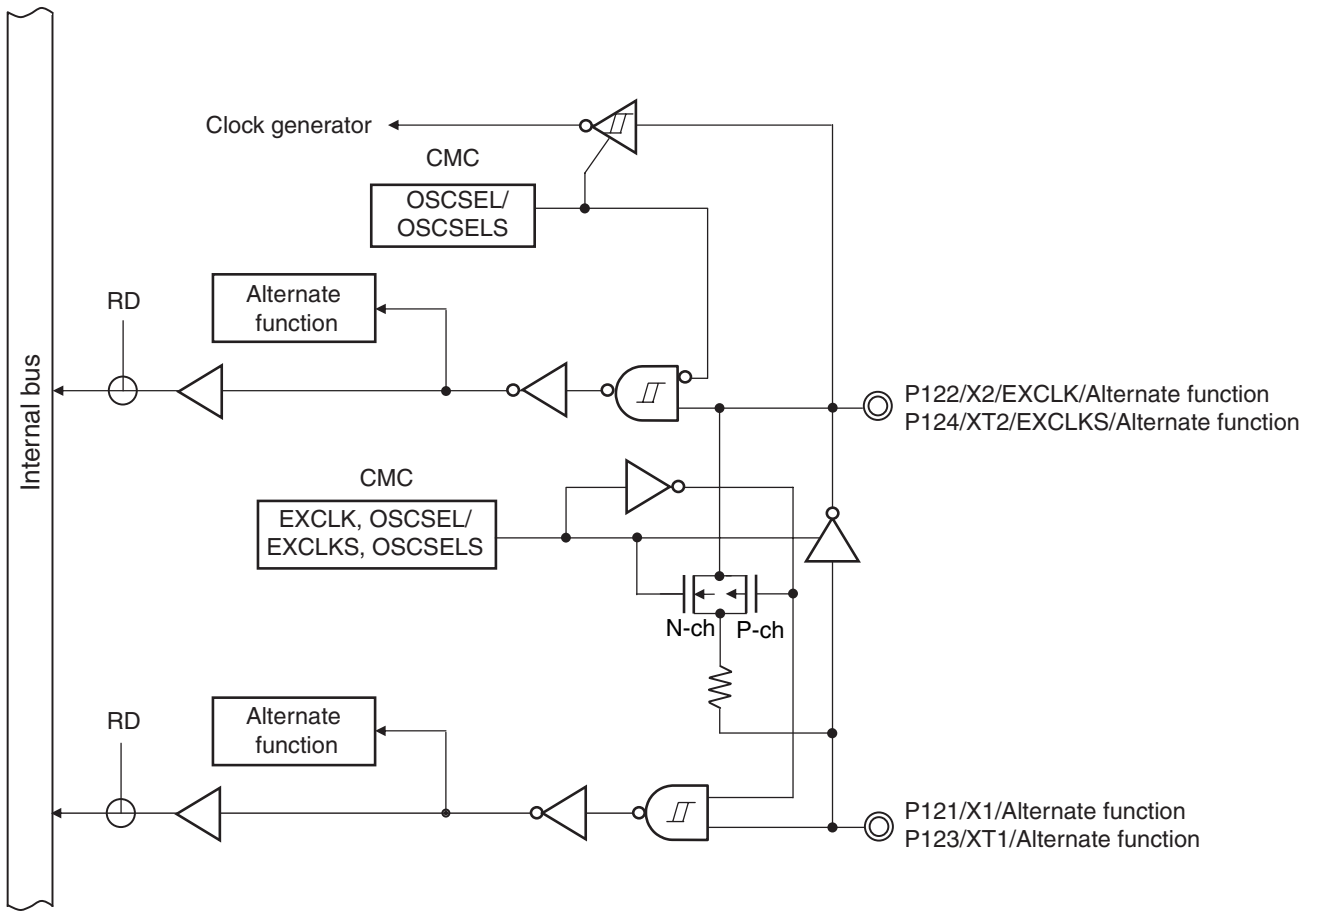 Clock generator
CMC
OSCSEL/
OSCSELS
Alternate
function
RD
Internal bus
P122/X2/EXCLK/Alternate function
P124/XT2/EXCLKS/Alternate function
CMC
EXCLK, OSCSEL/
EXCLKS, OSCSELS
N-ch
P-ch
Alternate
function
RD
P121/X1/Alternate function
P123/XT1/Alternate function